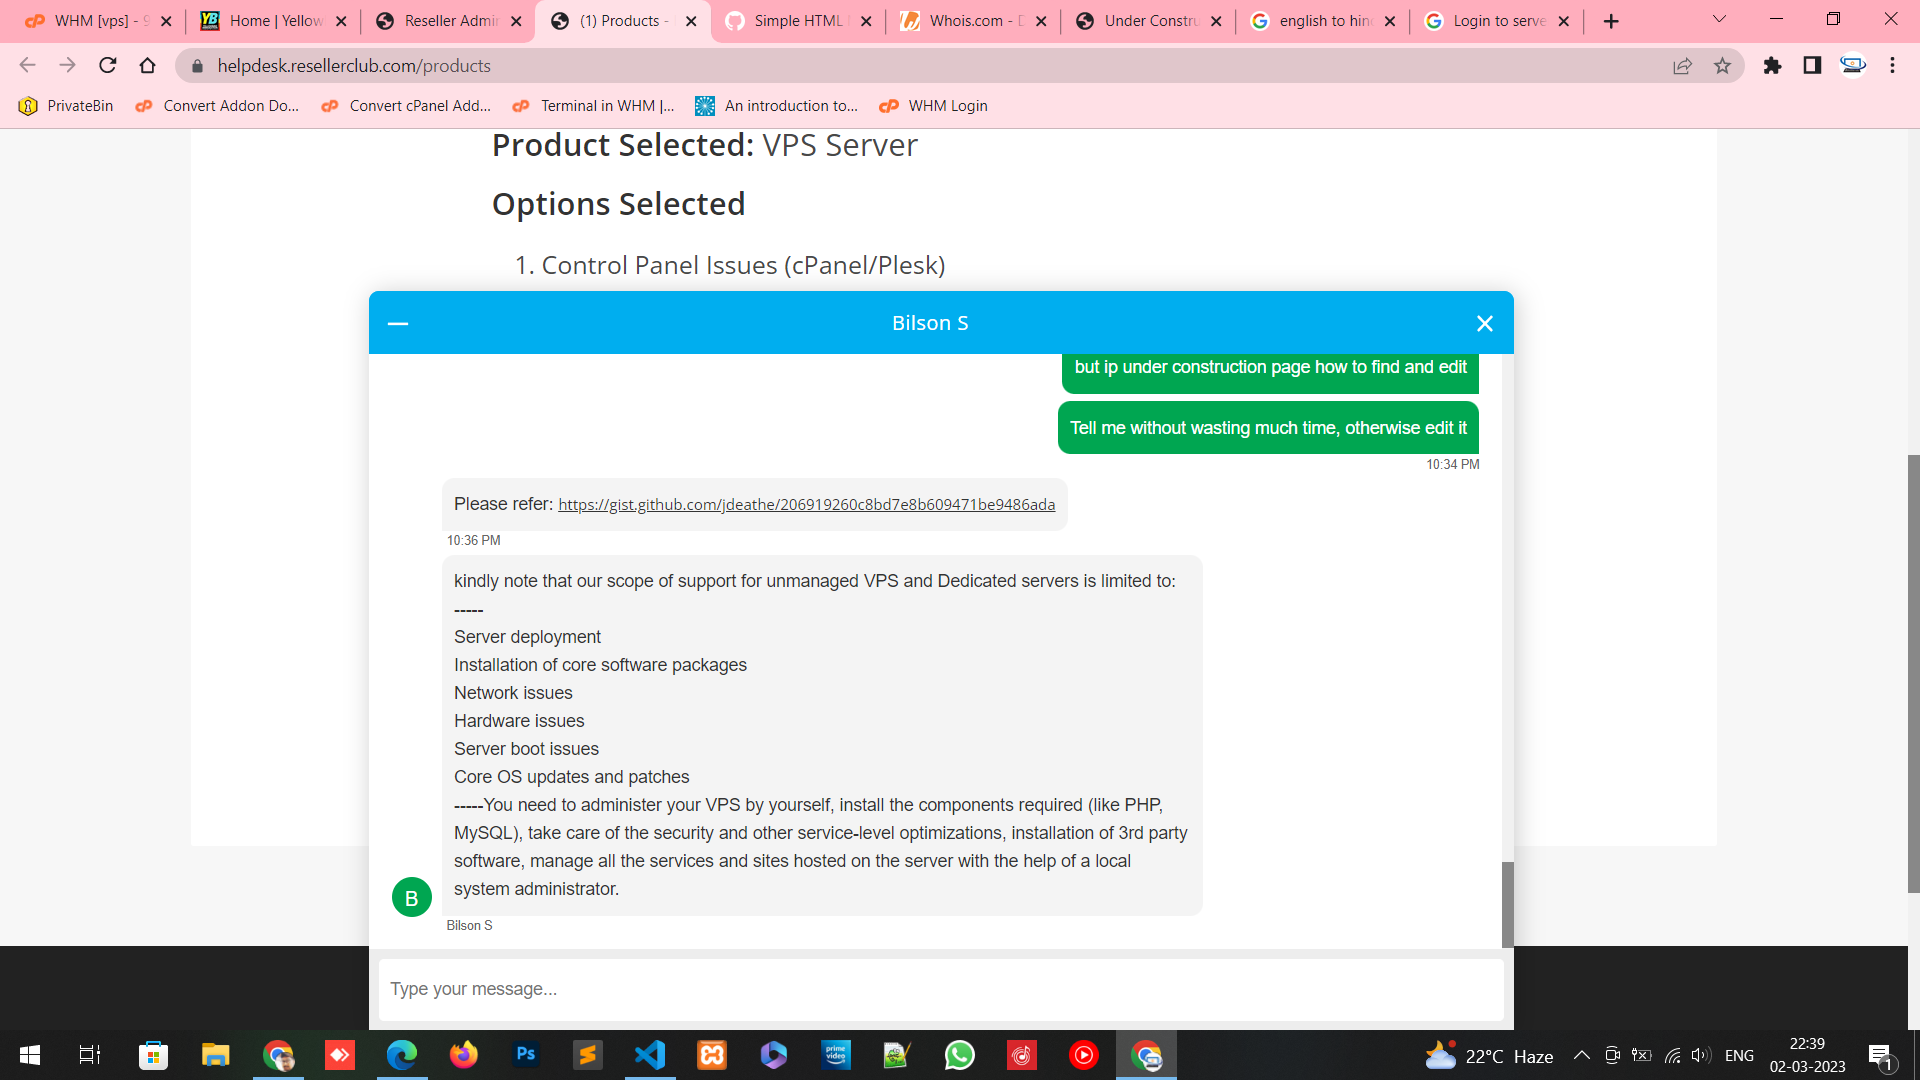 WHM [vps] - 9
Home | Yellow
Reseller Admin
(1) Products -
Simple HTML
Whois.com - D
Under Constru
english to hin
Login to serve
helpdesk.resellerclub.com/products
PrivateBin
Convert Addon Do...
Convert cPanel Add...
Terminal in WHM |...
An introduction to...
WHM Login
Product Selected: VPS Server
Options Selected
1. Control Panel Issues (cPanel/Plesk)
Bilson S
but ip under construction page how to find and edit
Tell me without wasting much time, otherwise edit it
10:34 PM
Please refer: https://gist.github.com/jdeathe/206919260c8bd7e8b609471be9486ada
10:36 PM
kindly note that our scope of support for unmanaged VPS and Dedicated servers is limited to:
-----
Server deployment
Installation of core software packages
Network issues
Hardware issues
Server boot issues
Core OS updates and patches
-----You need to administer your VPS by yourself, install the components required (like PHP,
MySQL), take care of the security and other service-level optimizations, installation of 3rd party
software, manage all the services and sites hosted on the server with the help of a local
system administrator.
B
Bilson S
Type your message...
Ps
prime video
22°C Haze
ENG
22:39
02-03-2023
1